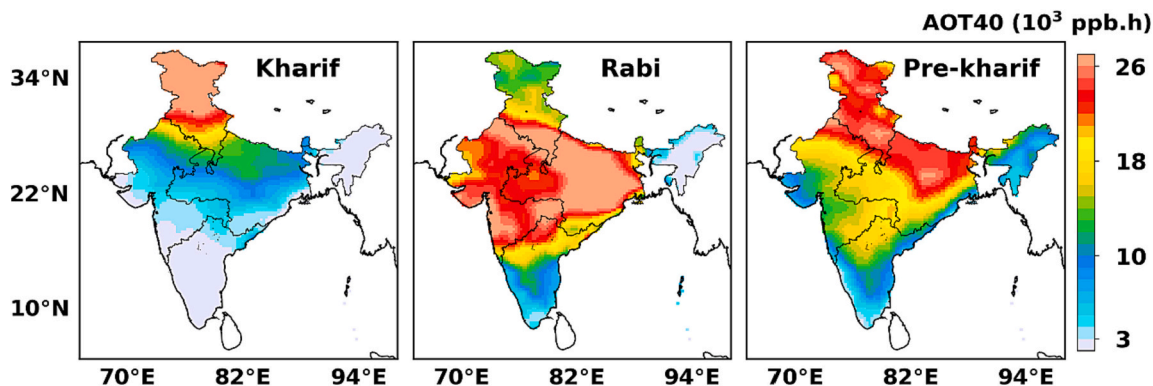 AOT40 (10³ ppb.h)
Kharif
Rabi
Pre-kharif
34°N
22°N
10°N
26
18
10
3
70°E 82°E 94°E 70°E 82°E 94°E 70°E 82°E 94°E